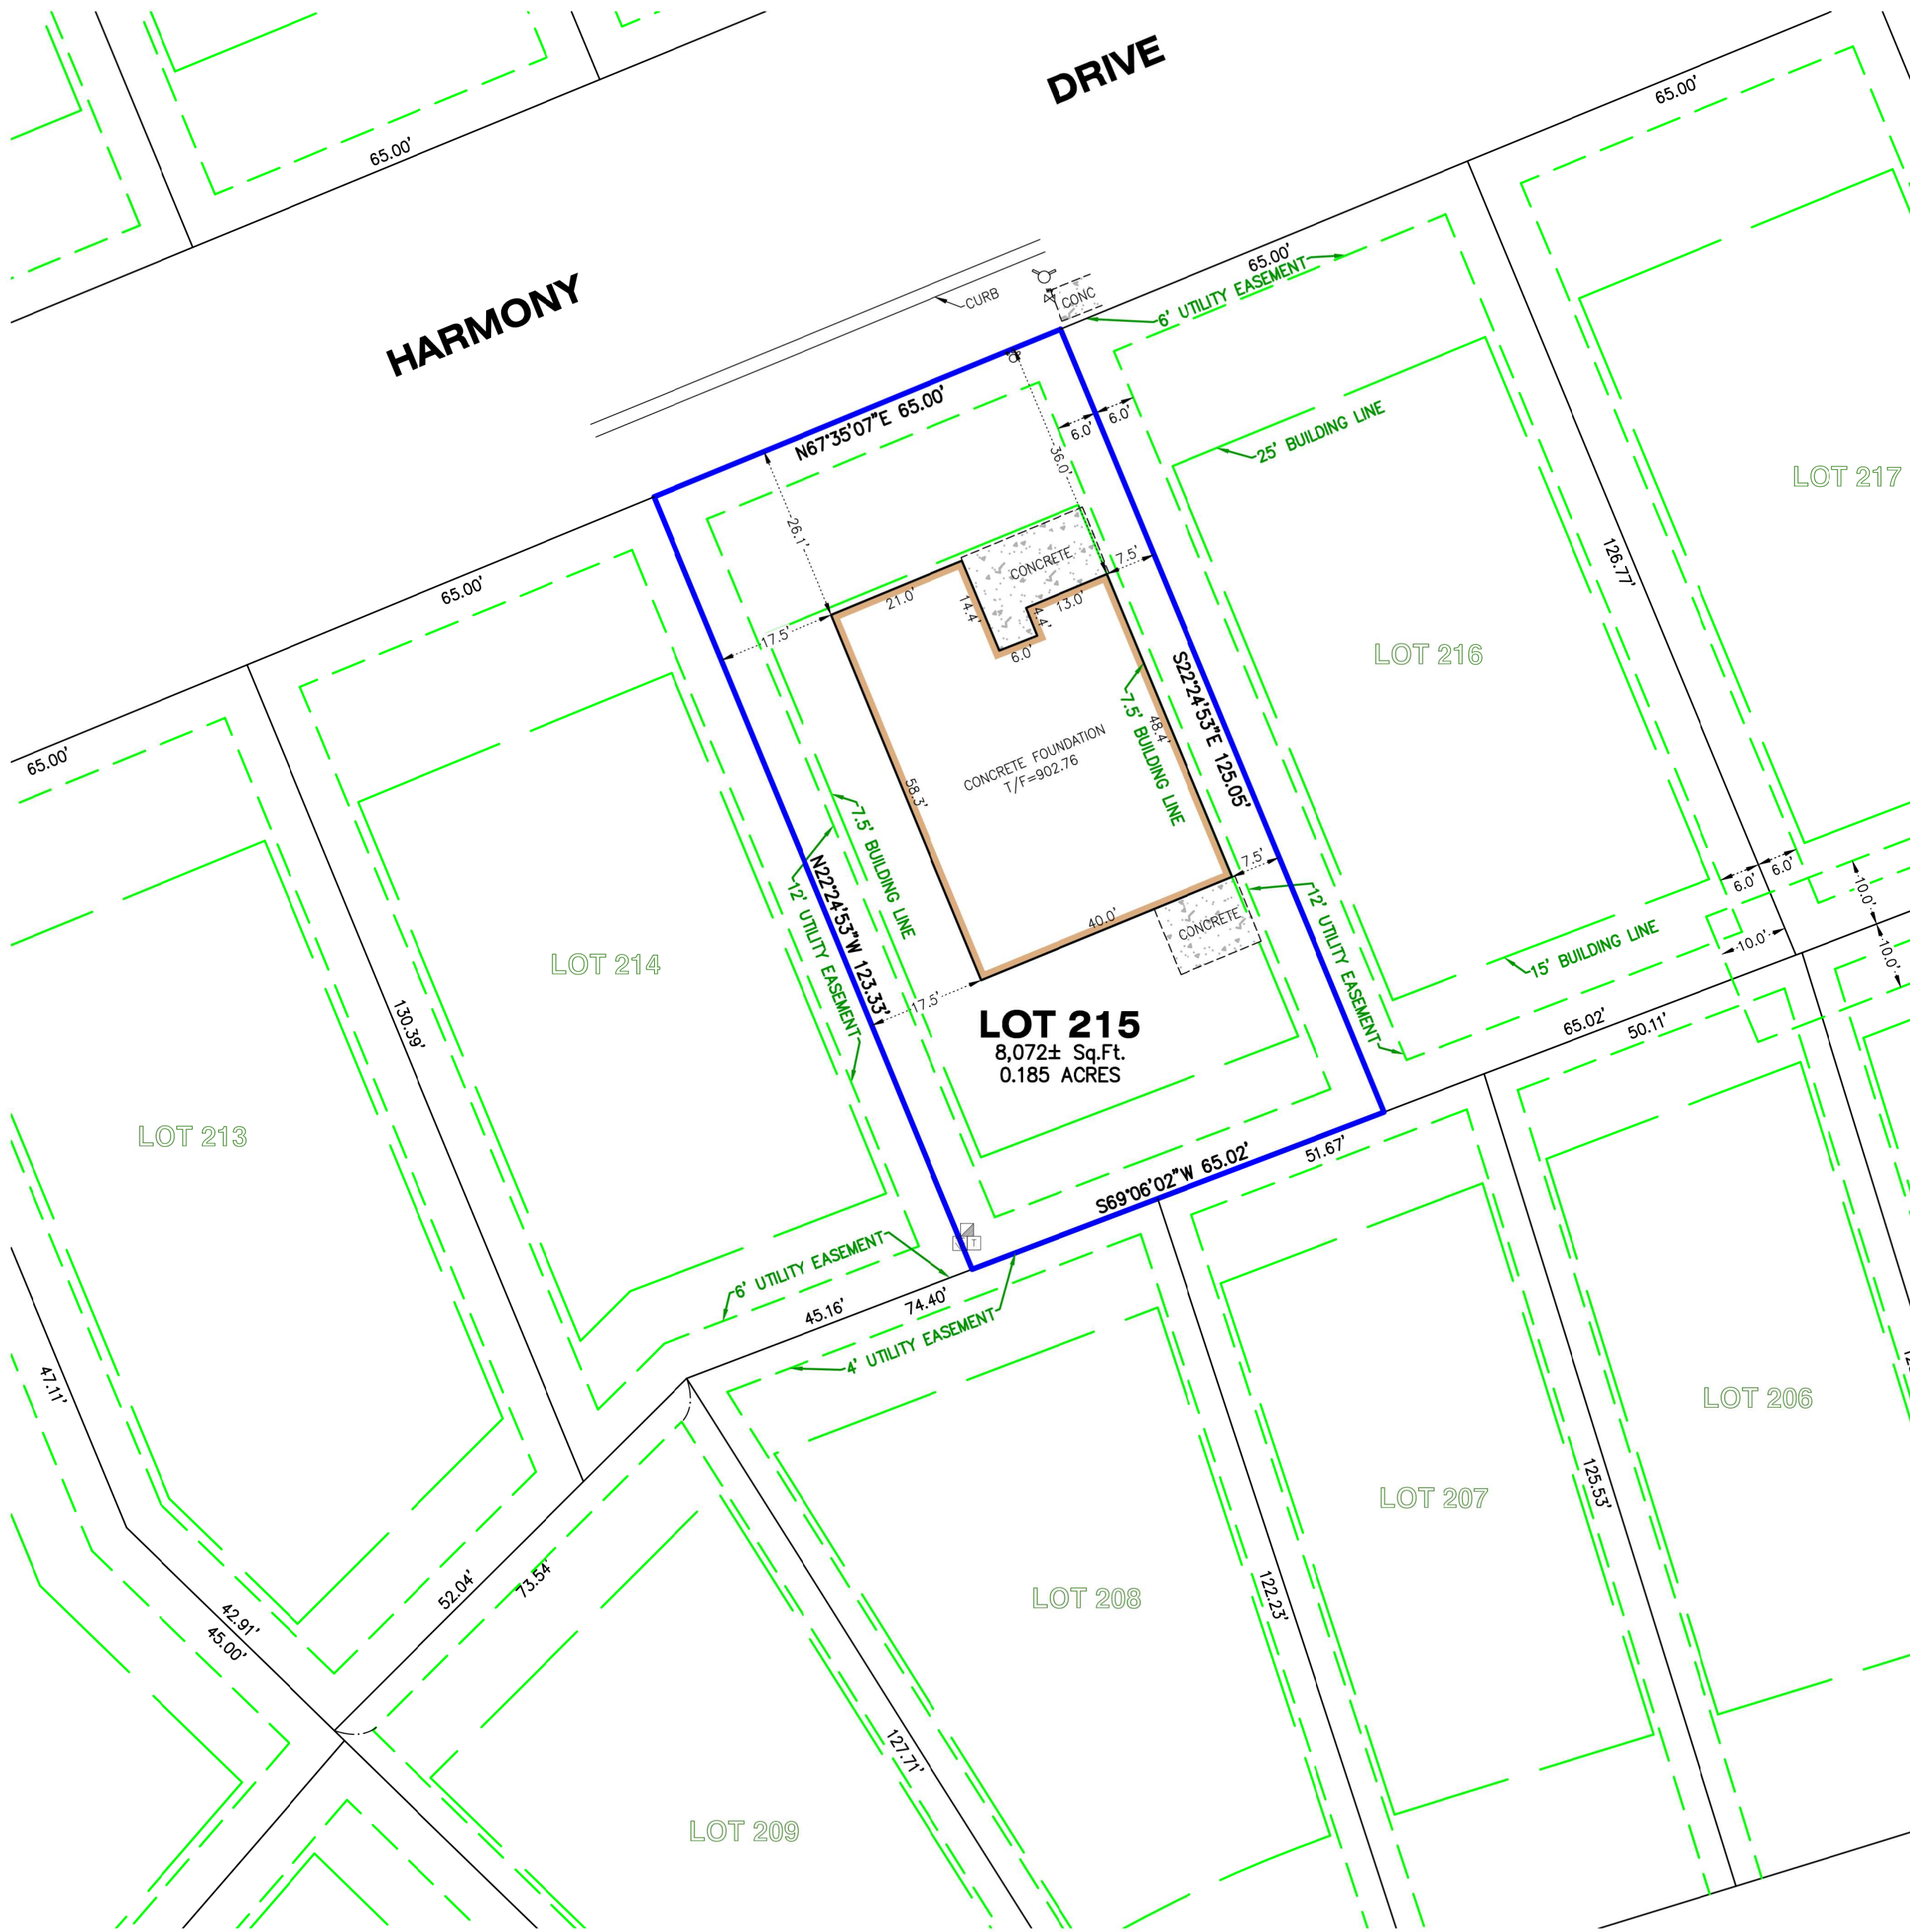 DRIVE
HARMONY
65.00'
65.00'
65.00'
65.00'
65.00'
CURB
CONC
6' UTILITY EASEMENT
N67°35'07"E 65.00'
6.0'
6.0'
36.0'
26.1'
25' BUILDING LINE
LOT 217
126.77'
LOT 216
CONCRETE
7.5'
21.0'
14.4'
4.4'
13.0'
6.0'
17.5'
S22°24'53"E 125.05'
7.5' BUILDING LINE
48.4'
CONCRETE FOUNDATION
T/F=902.76
58.3'
7.5' BUILDING LINE
12' UTILITY EASEMENT
N22°24'53"W 123.33'
7.5'
12' UTILITY EASEMENT
40.0'
CONCRETE
17.5'
6.0'
6.0'
10.0'
10.0'
10.0'
15' BUILDING LINE
LOT 214
130.39'
LOT 215
8,072± Sq.Ft.
0.185 ACRES
65.02'
50.11'
LOT 213
S69°06'02"W 65.02'
51.67'
T
6' UTILITY EASEMENT
45.16'
74.40'
4' UTILITY EASEMENT
47.11'
LOT 206
LOT 207
125.53'
LOT 208
122.23'
52.04'
73.54'
42.91'
45.00'
127.71'
LOT 209